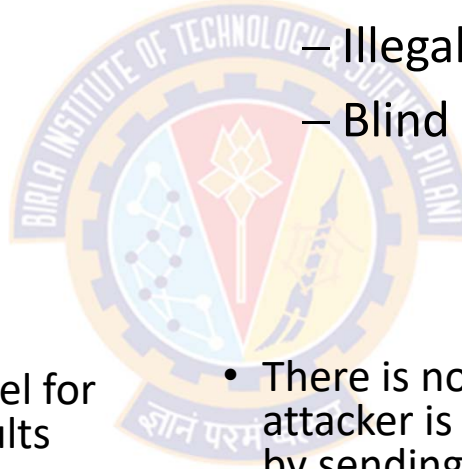 – Illegal
– Blind
BIRLA INSTITUTE OF TECHNOLOGY & SCIENCE, PILANI
el for
ults
• There is no
attacker is
by sending
ज्ञानं परमं